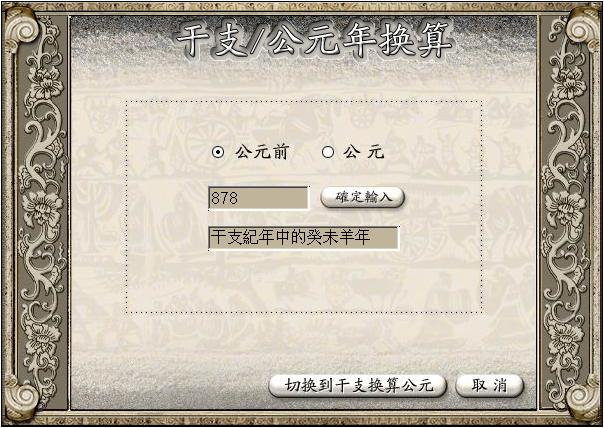 干支/公元年換算
公元前 公元
878 確定輸入
干支紀年中的癸未羊年
切換到干支換算公元 取消